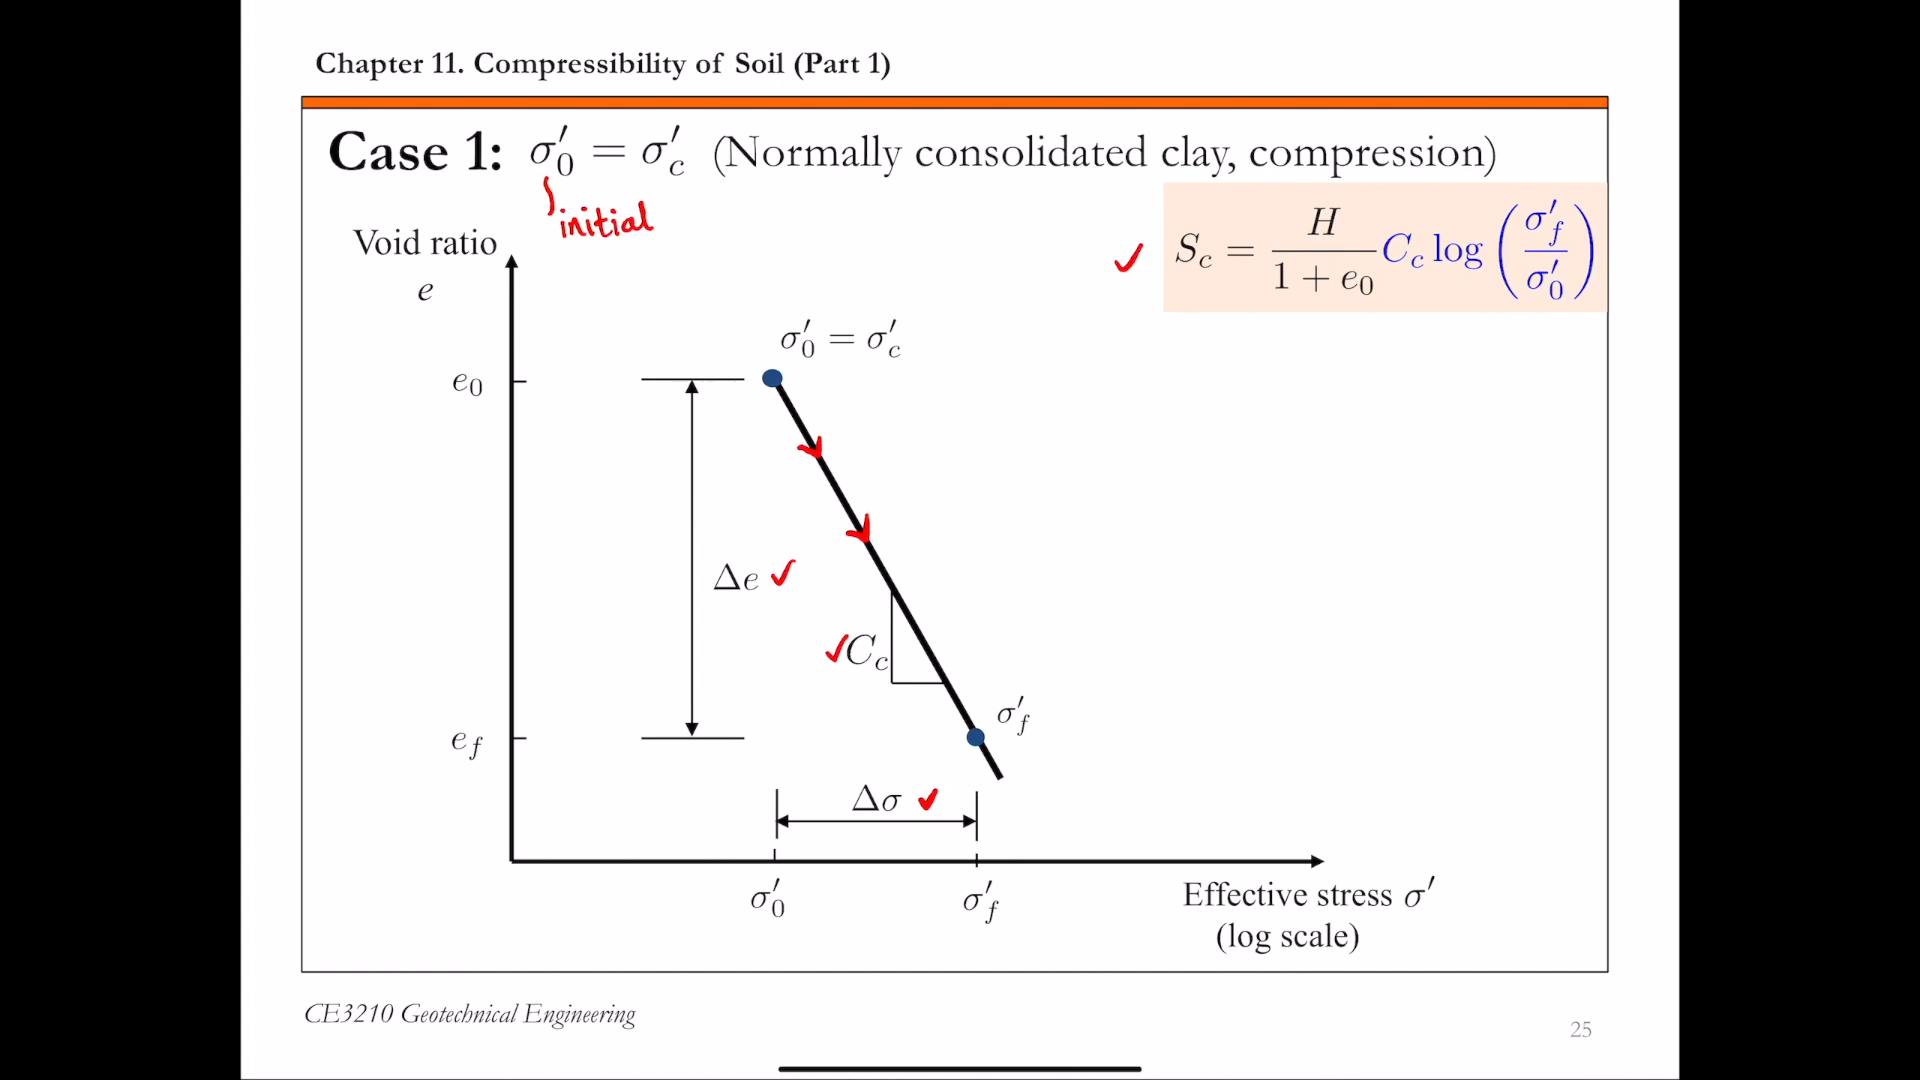 Chapter 11. Compressibility of Soil (Part 1)
Case 1: σ′₀ = σ′c (Normally consolidated clay, compression)
initial
Sc = H / (1 + e₀) Cc log (σ′f / σ′₀)
Void ratio
e
σ′₀ = σ′c
e₀
Δe
Cc
σ′f
ef
Δσ
σ′₀
σ′f
Effective stress σ′
(log scale)
CE3210 Geotechnical Engineering
25